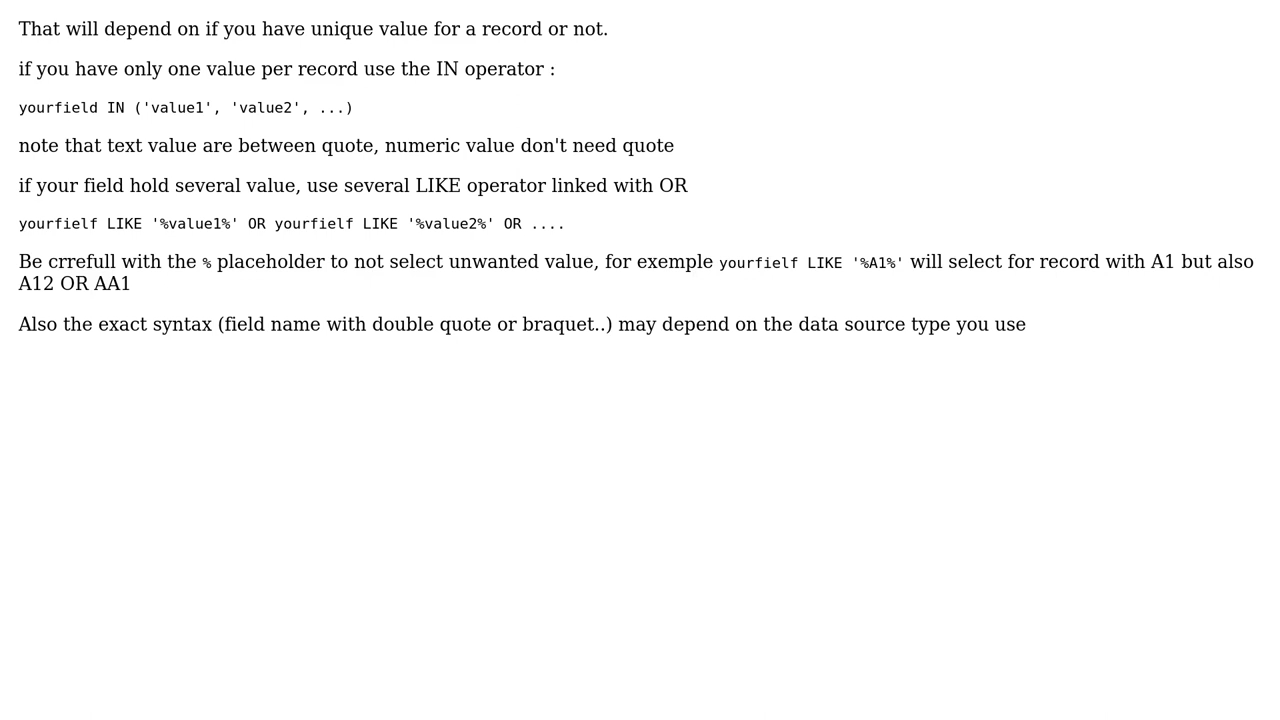 That will depend on if you have unique value for a record or not.
if you have only one value per record use the IN operator :
yourfield IN ('value1', 'value2', ...)
note that text value are between quote, numeric value don't need quote
if your field hold several value, use several LIKE operator linked with OR
yourfielf LIKE '%value1%' OR yourfielf LIKE '%value2%' OR ....
Be crrefull with the % placeholder to not select unwanted value, for exemple yourfielf LIKE '%A1%' will select for record with A1 but also
A12 OR AA1
Also the exact syntax (field name with double quote or braquet..) may depend on the data source type you use